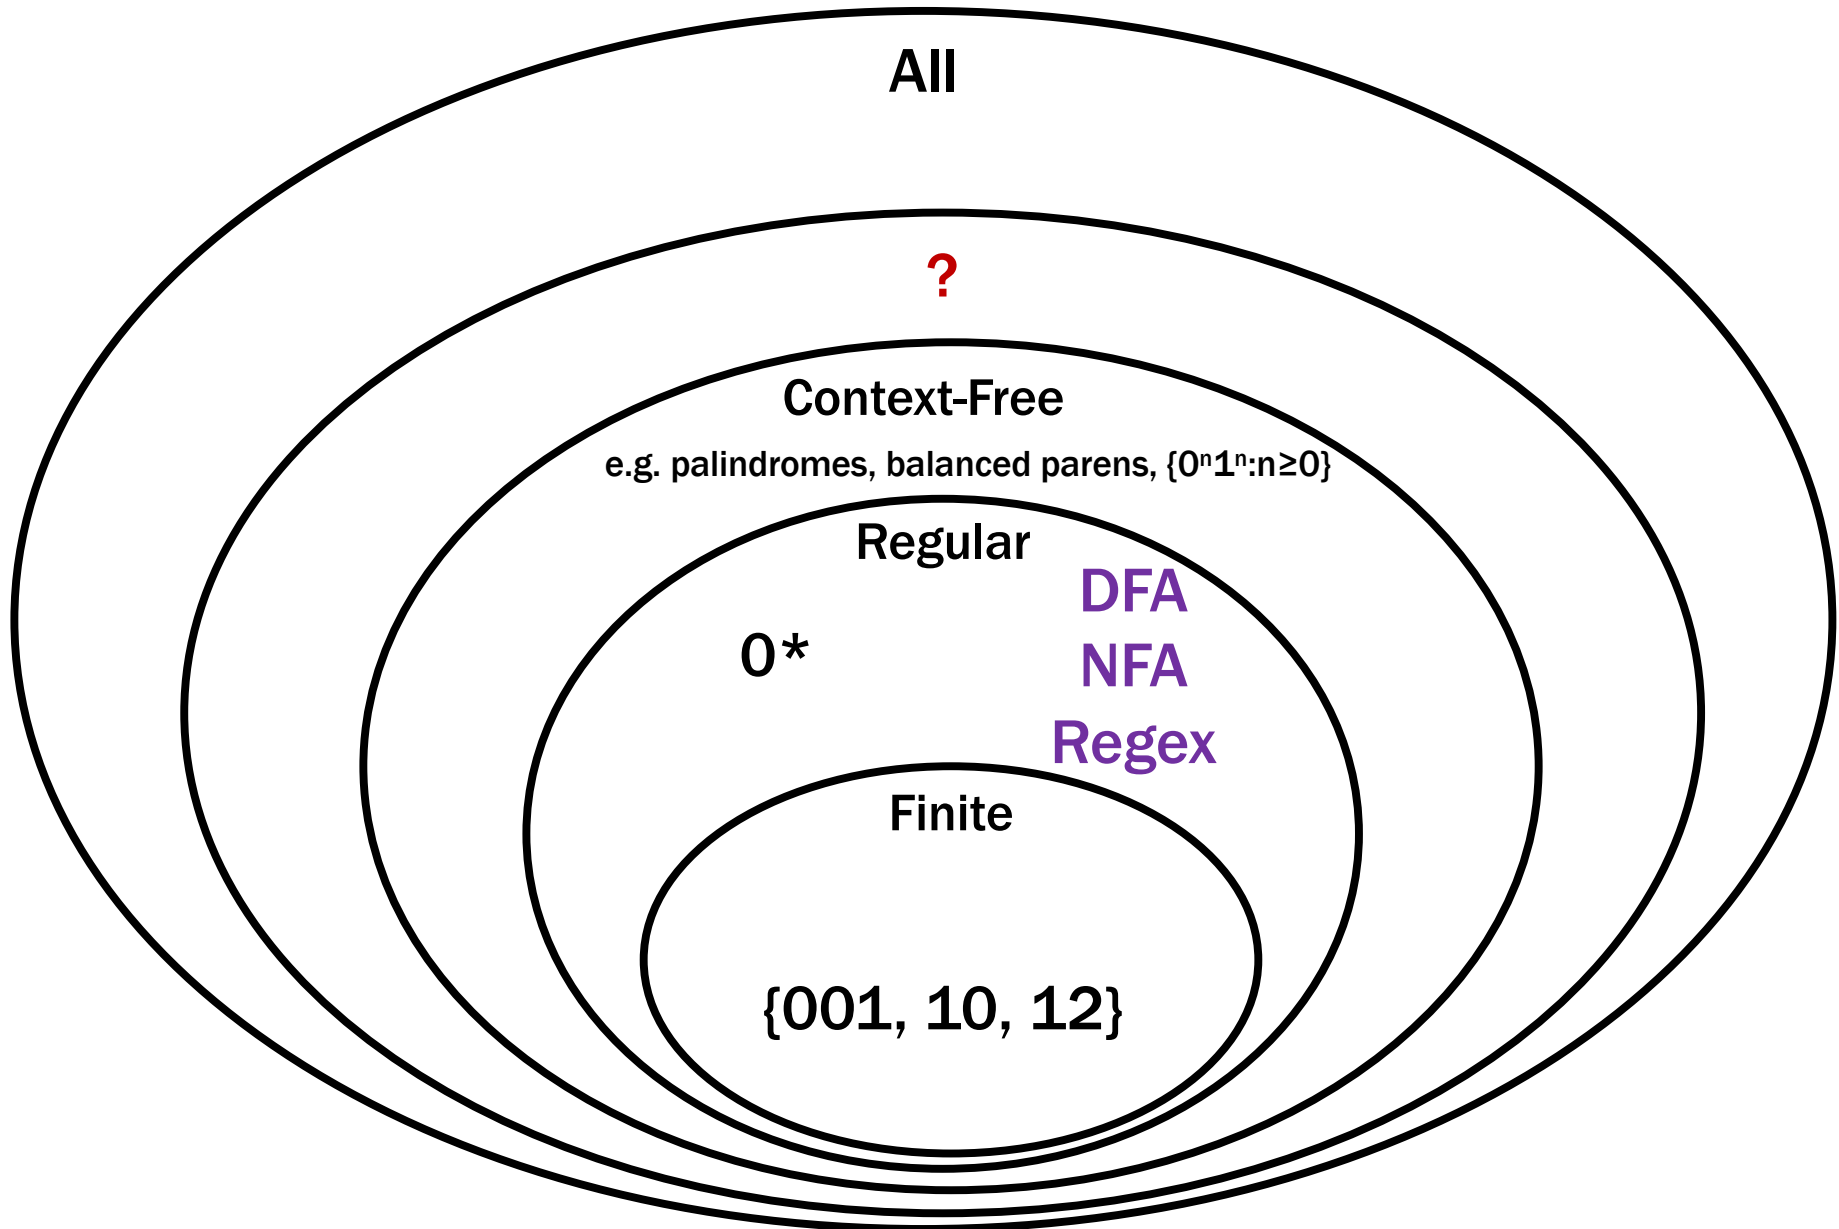 All
?
Context-Free
e.g. palindromes, balanced parens, {0ⁿ1ⁿ:n≥0}
Regular
DFA
0*
NFA
Regex
Finite
{001, 10, 12}